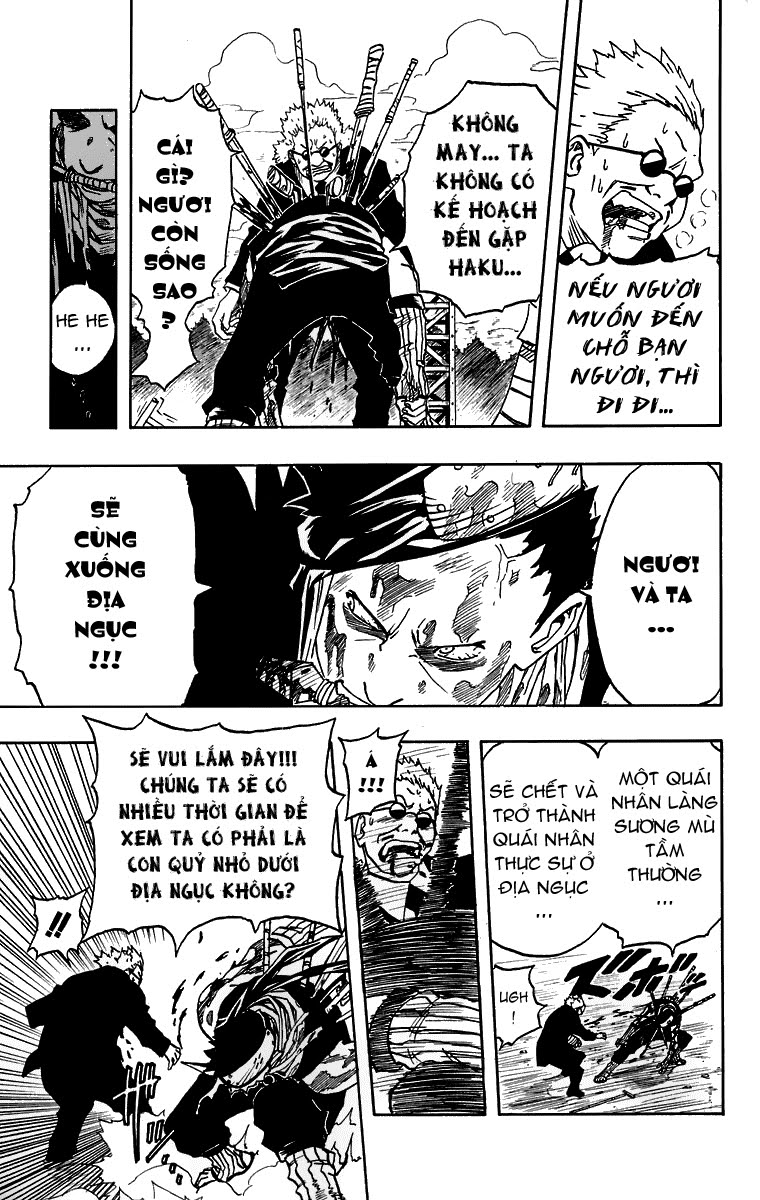 NẾU NGƯƠI
MUỐN ĐẾN
CHỖ BẠN
NGƯƠI, THÌ
ĐI ĐI...
KHÔNG
MAY... TA
KHÔNG CÓ
KẾ HOẠCH
ĐẾN GẶP
HAKU...
CÁI
GÌ?
NGƯƠI
CÒN
SỐNG
SAO
?
HE HE
...
NGƯƠI
VÀ TA
...
SẼ
CÙNG
XUỐNG
ĐỊA
NGỤC
!!!
MỘT QUÁI
NHÂN LÀNG
SƯƠNG MÙ
TẦM
THƯỜNG
...
SẼ CHẾT VÀ
TRỞ THÀNH
QUÁI NHÂN
THỰC SỰ Ở
ĐỊA NGỤC
...
UGH
!
ズボッ
Á
!!!
SẼ VUI LẮM ĐÂY!!!
CHÚNG TA SẼ CÓ
NHIỀU THỜI GIAN ĐỂ
XEM TA CÓ PHẢI LÀ
CON QUỶ NHỎ DƯỚI
ĐỊA NGỤC KHÔNG?
!!